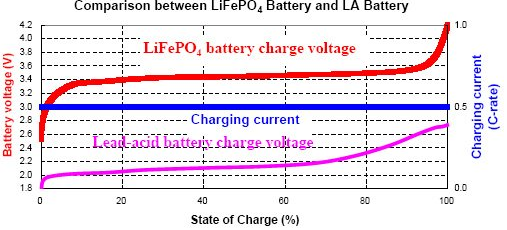 Comparison between LiFePO4 Battery and LA Battery
Battery voltage (V)
4.2
4.0
3.8
3.6
3.4
3.2
3.0
2.8
2.6
2.4
2.2
2.0
1.8
LiFePO4 battery charge voltage
Charging current
Lead-acid battery charge voltage
1.0
0.5
0.0
Charging current
(C-rate)
0
20
40
60
80
100
State of Charge (%)